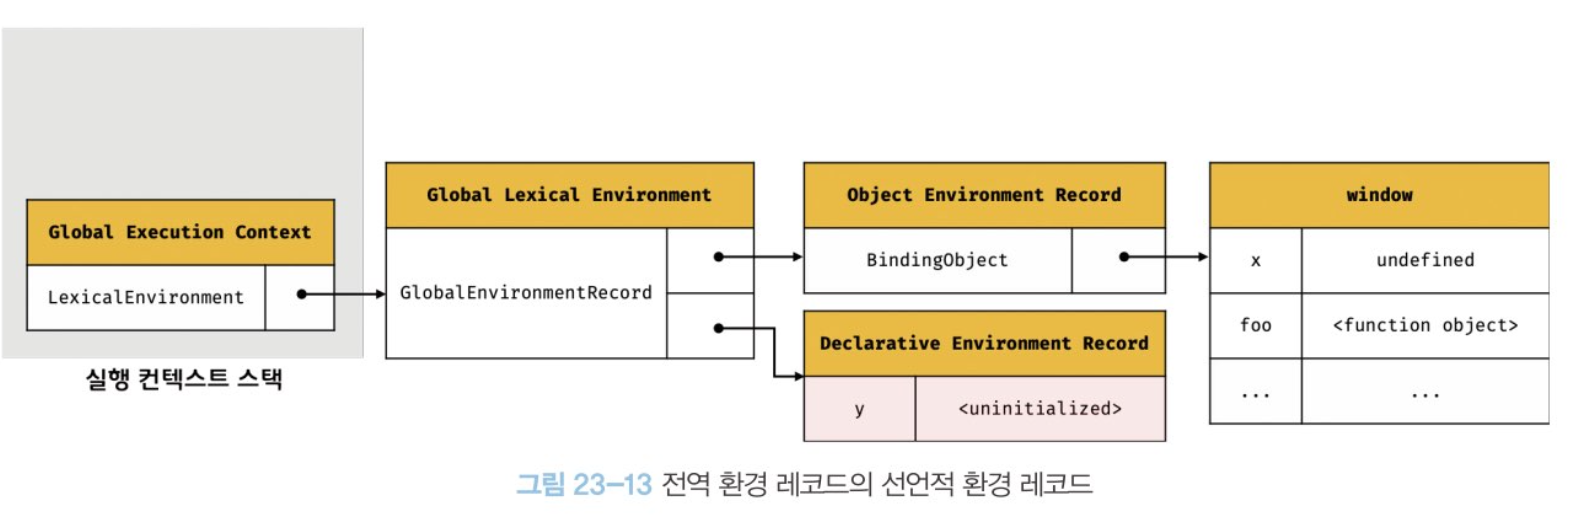 Global Execution Context
LexicalEnvironment
실행 컨텍스트 스택
Global Lexical Environment
GlobalEnvironmentRecord
Object Environment Record
BindingObject
Declarative Environment Record
y <uninitialized>
window
x undefined
foo <function object>
... ...
그림 23-13 전역 환경 레코드의 선언적 환경 레코드